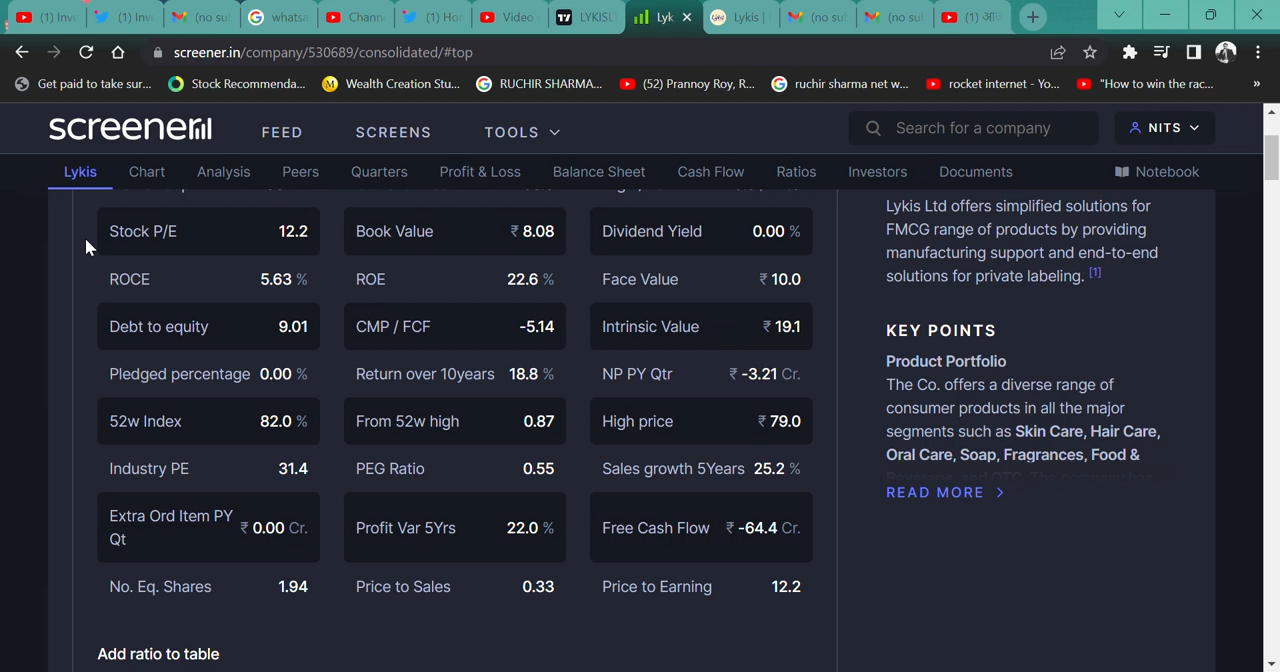 (1) Inve
(1) Inve
(no sul
whatsa
Chann
(1) Hor
Video
LYKISL
Lyk
Lykis |
(no sul
(no sul
(1) आप
screener.in/company/530689/consolidated/#top
Get paid to take sur...
Stock Recommenda...
Wealth Creation Stu...
RUCHIR SHARMA...
(52) Prannoy Roy, R...
ruchir sharma net w...
rocket internet - Yo...
"How to win the rac...
»
screener
FEED
SCREENS
TOOLS
Search for a company
NITS
Lykis
Chart
Analysis
Peers
Quarters
Profit & Loss
Balance Sheet
Cash Flow
Ratios
Investors
Documents
Notebook
Stock P/E 12.2
Book Value ₹ 8.08
Dividend Yield 0.00 %
ROCE 5.63 %
ROE 22.6 %
Face Value ₹ 10.0
Debt to equity 9.01
CMP / FCF -5.14
Intrinsic Value ₹ 19.1
Pledged percentage 0.00 %
Return over 10years 18.8 %
NP PY Qtr ₹ -3.21 Cr.
52w Index 82.0 %
From 52w high 0.87
High price ₹ 79.0
Industry PE 31.4
PEG Ratio 0.55
Sales growth 5Years 25.2 %
Extra Ord Item PY
Qt ₹ 0.00 Cr.
Profit Var 5Yrs 22.0 %
Free Cash Flow ₹ -64.4 Cr.
No. Eq. Shares 1.94
Price to Sales 0.33
Price to Earning 12.2
Add ratio to table
Lykis Ltd offers simplified solutions for
FMCG range of products by providing
manufacturing support and end-to-end
solutions for private labeling. [1]
KEY POINTS
Product Portfolio
The Co. offers a diverse range of
consumer products in all the major
segments such as Skin Care, Hair Care,
Oral Care, Soap, Fragrances, Food &
READ MORE >